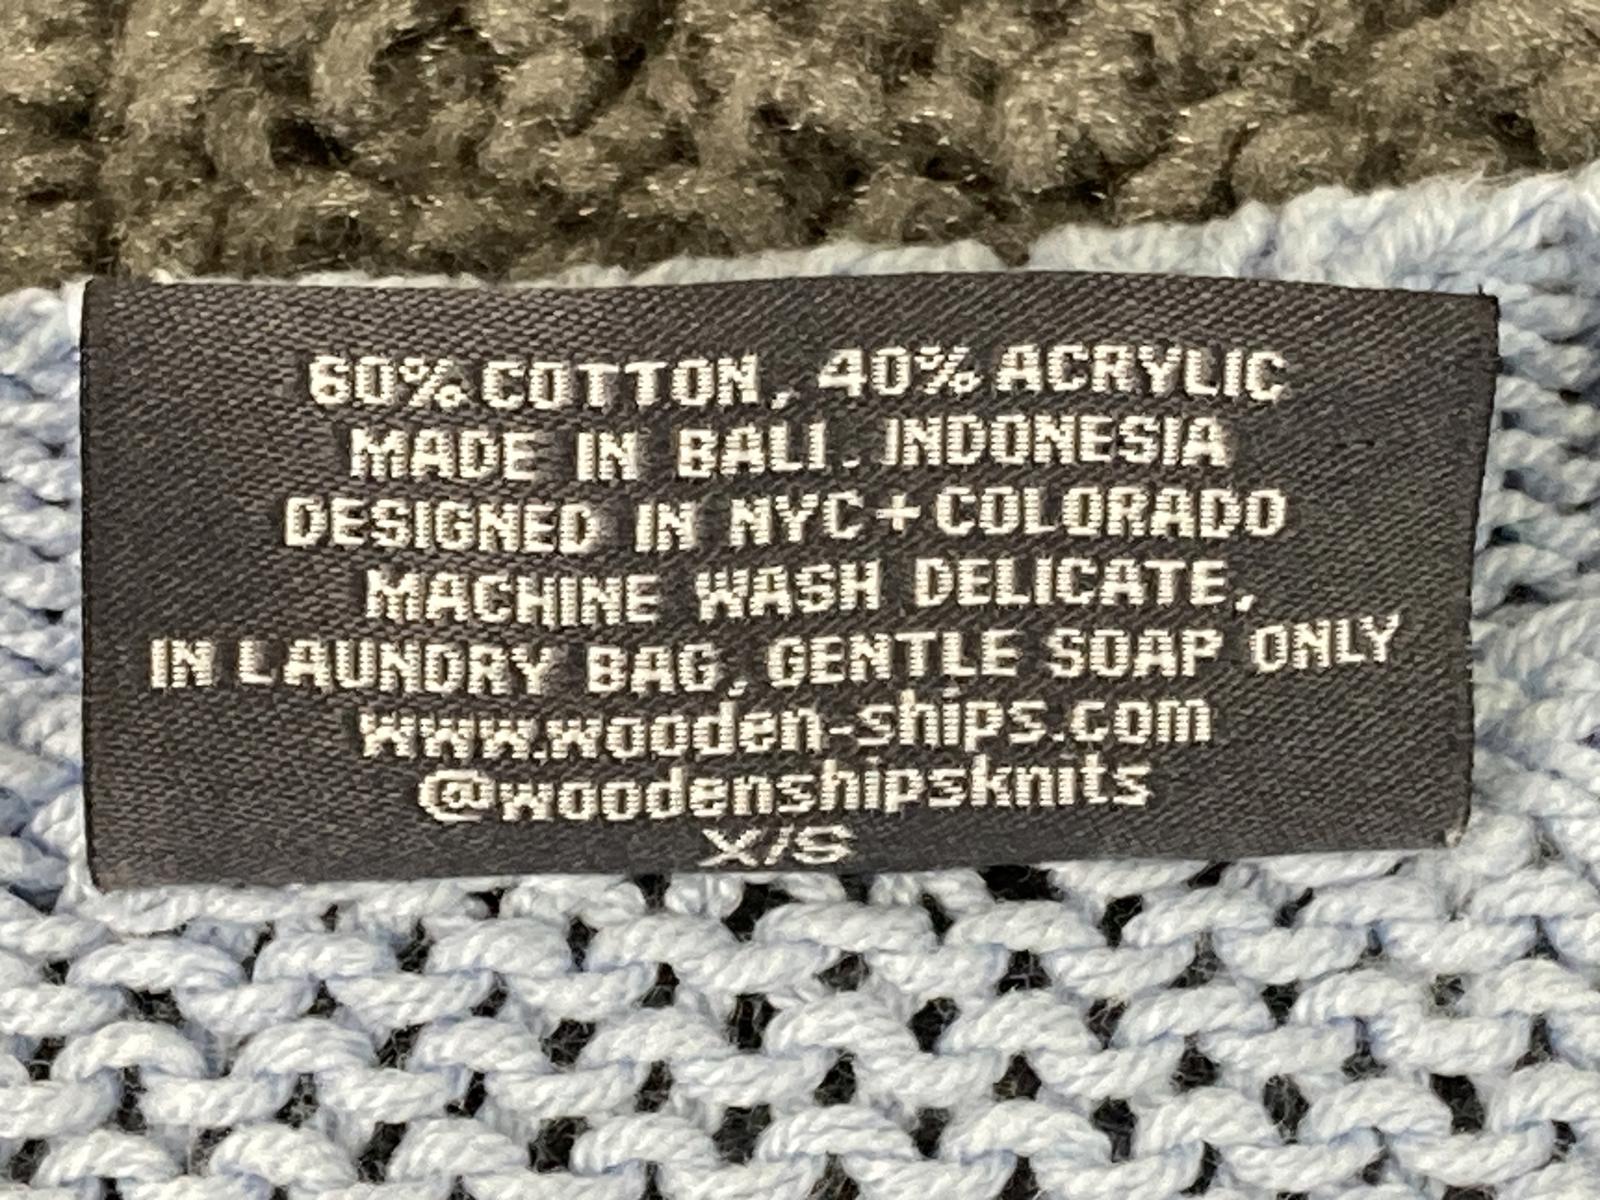 60% COTTON, 40% ACRYLIC
MADE IN BALI, INDONESIA
DESIGNED IN NYC + COLORADO
MACHINE WASH DELICATE,
IN LAUNDRY BAG, GENTLE SOAP ONLY
www.wooden-ships.com
@woodenshipsknits
X/S